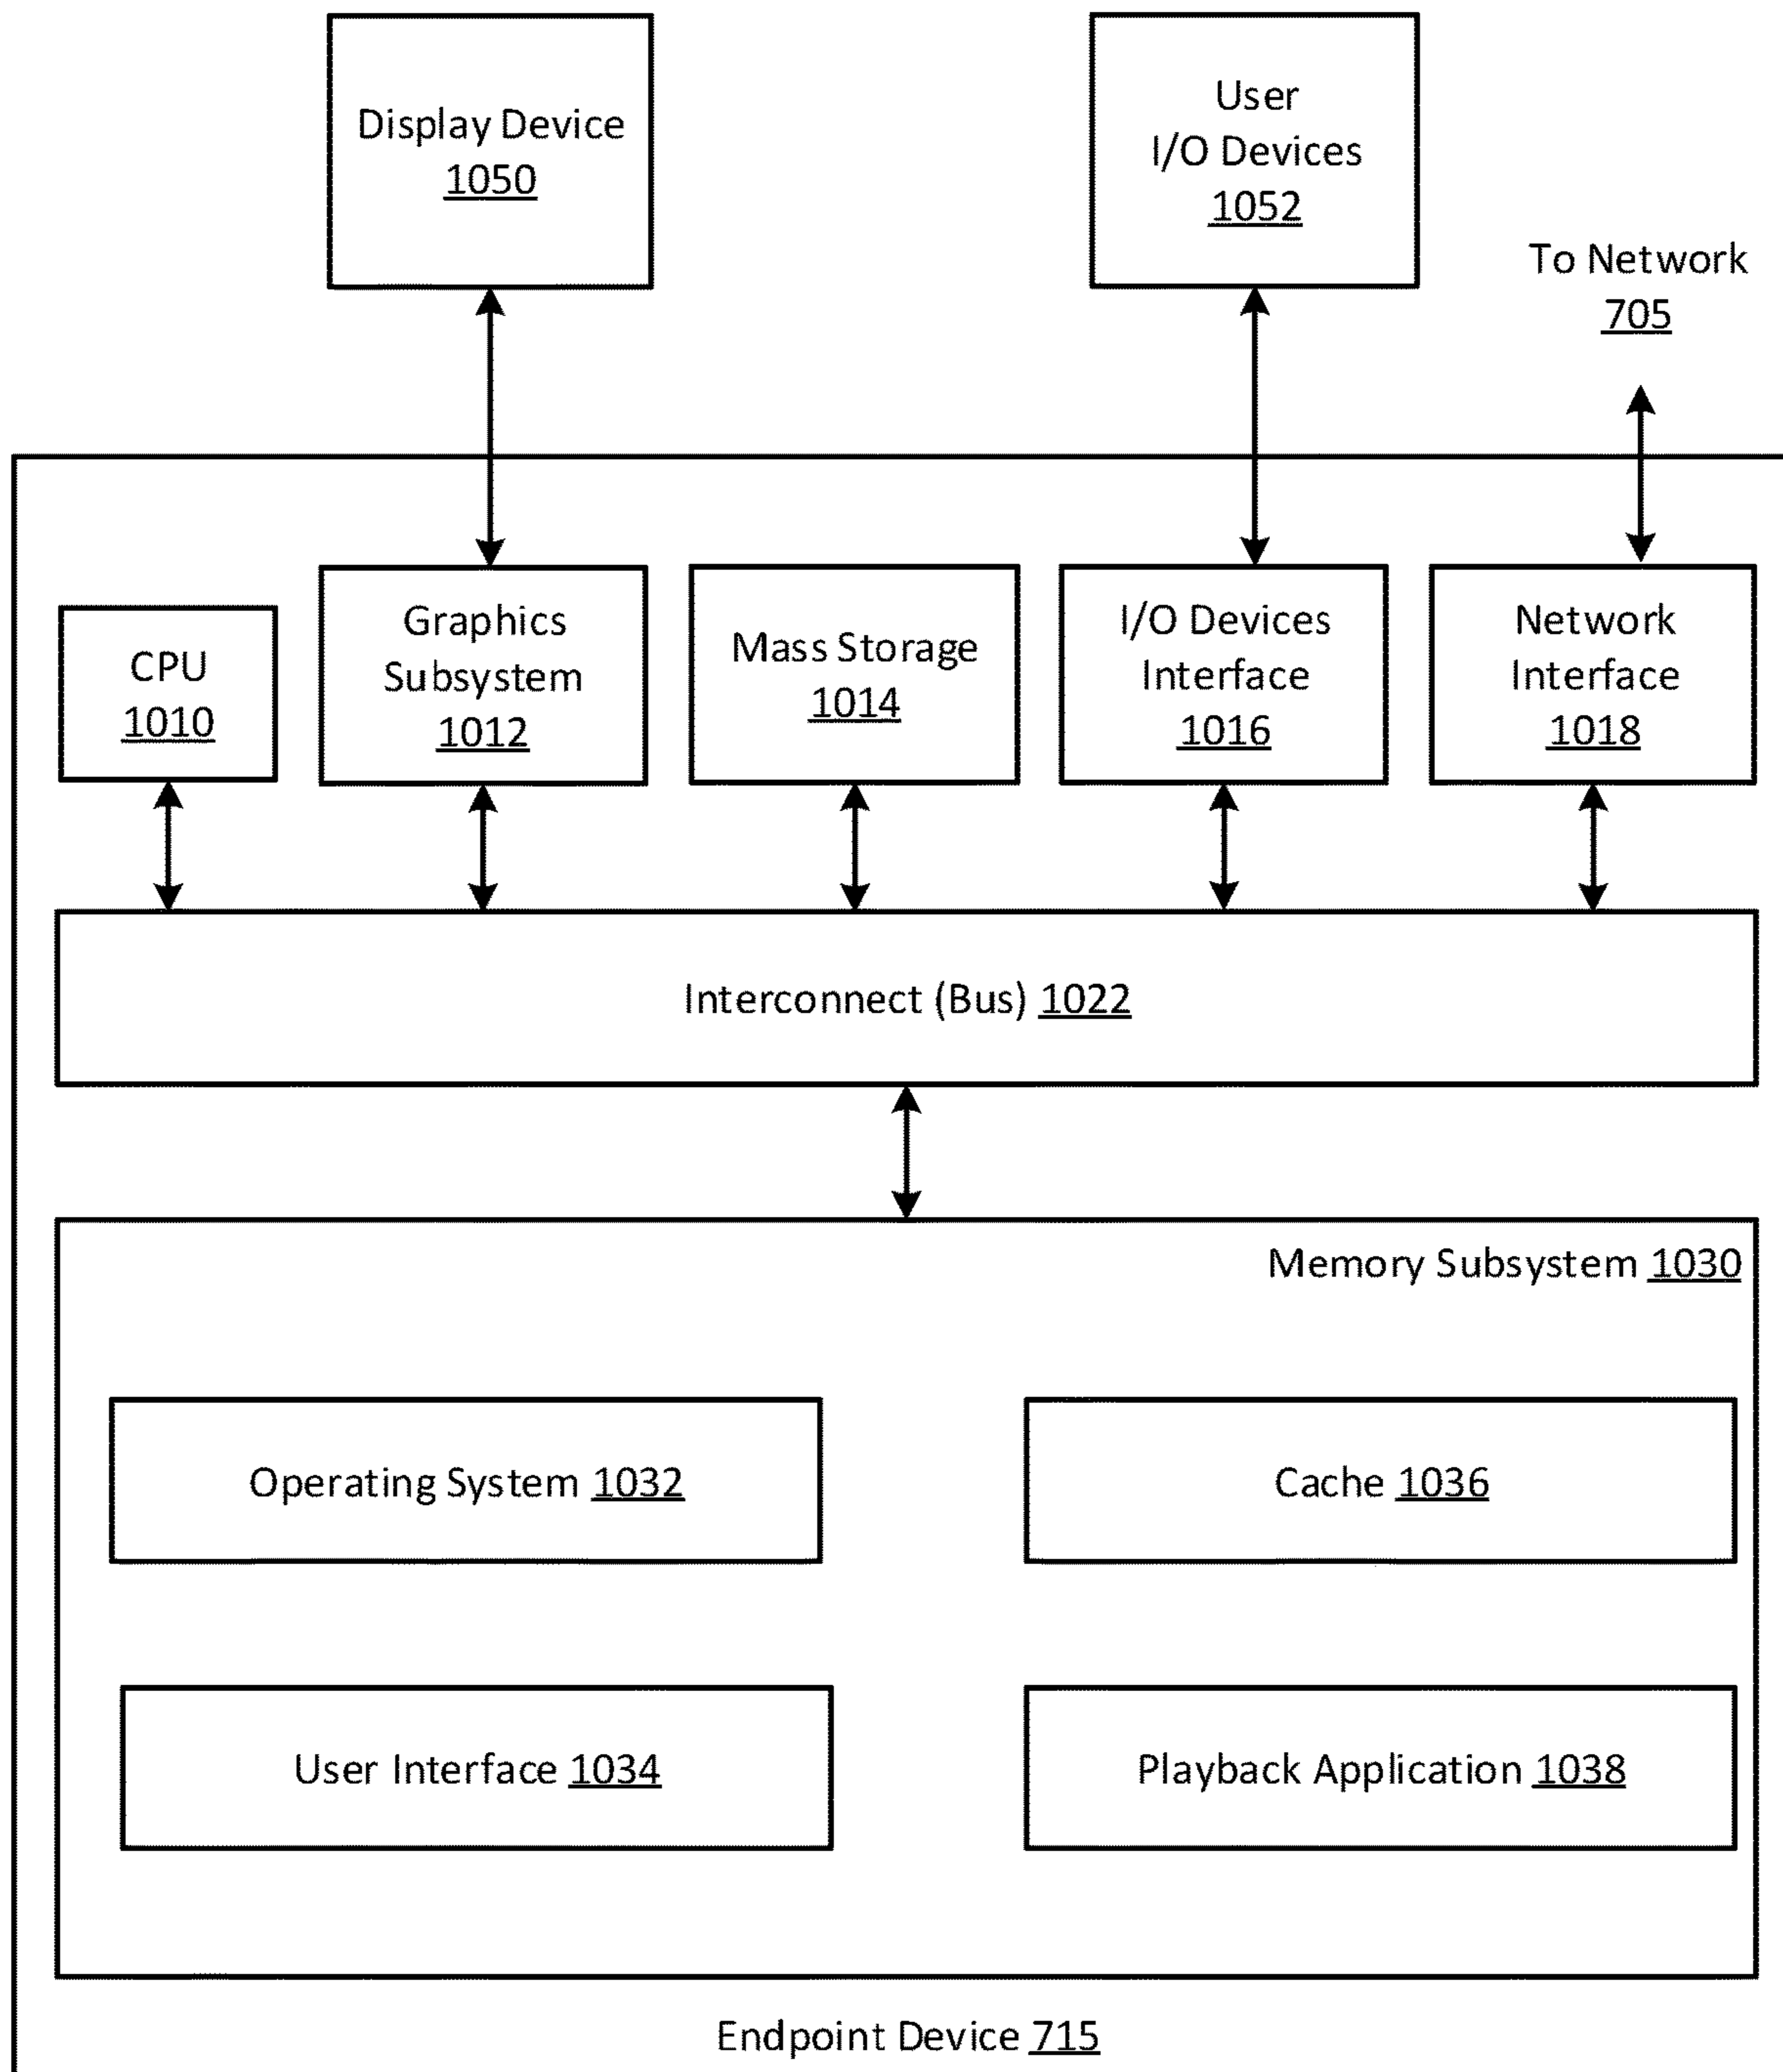 Display Device
1050
User
I/O Devices
1052
To Network
705
CPU
1010
Graphics
Subsystem
1012
Mass Storage
1014
I/O Devices
Interface
1016
Network
Interface
1018
Interconnect (Bus) 1022
Memory Subsystem 1030
Operating System 1032
Cache 1036
User Interface 1034
Playback Application 1038
Endpoint Device 715